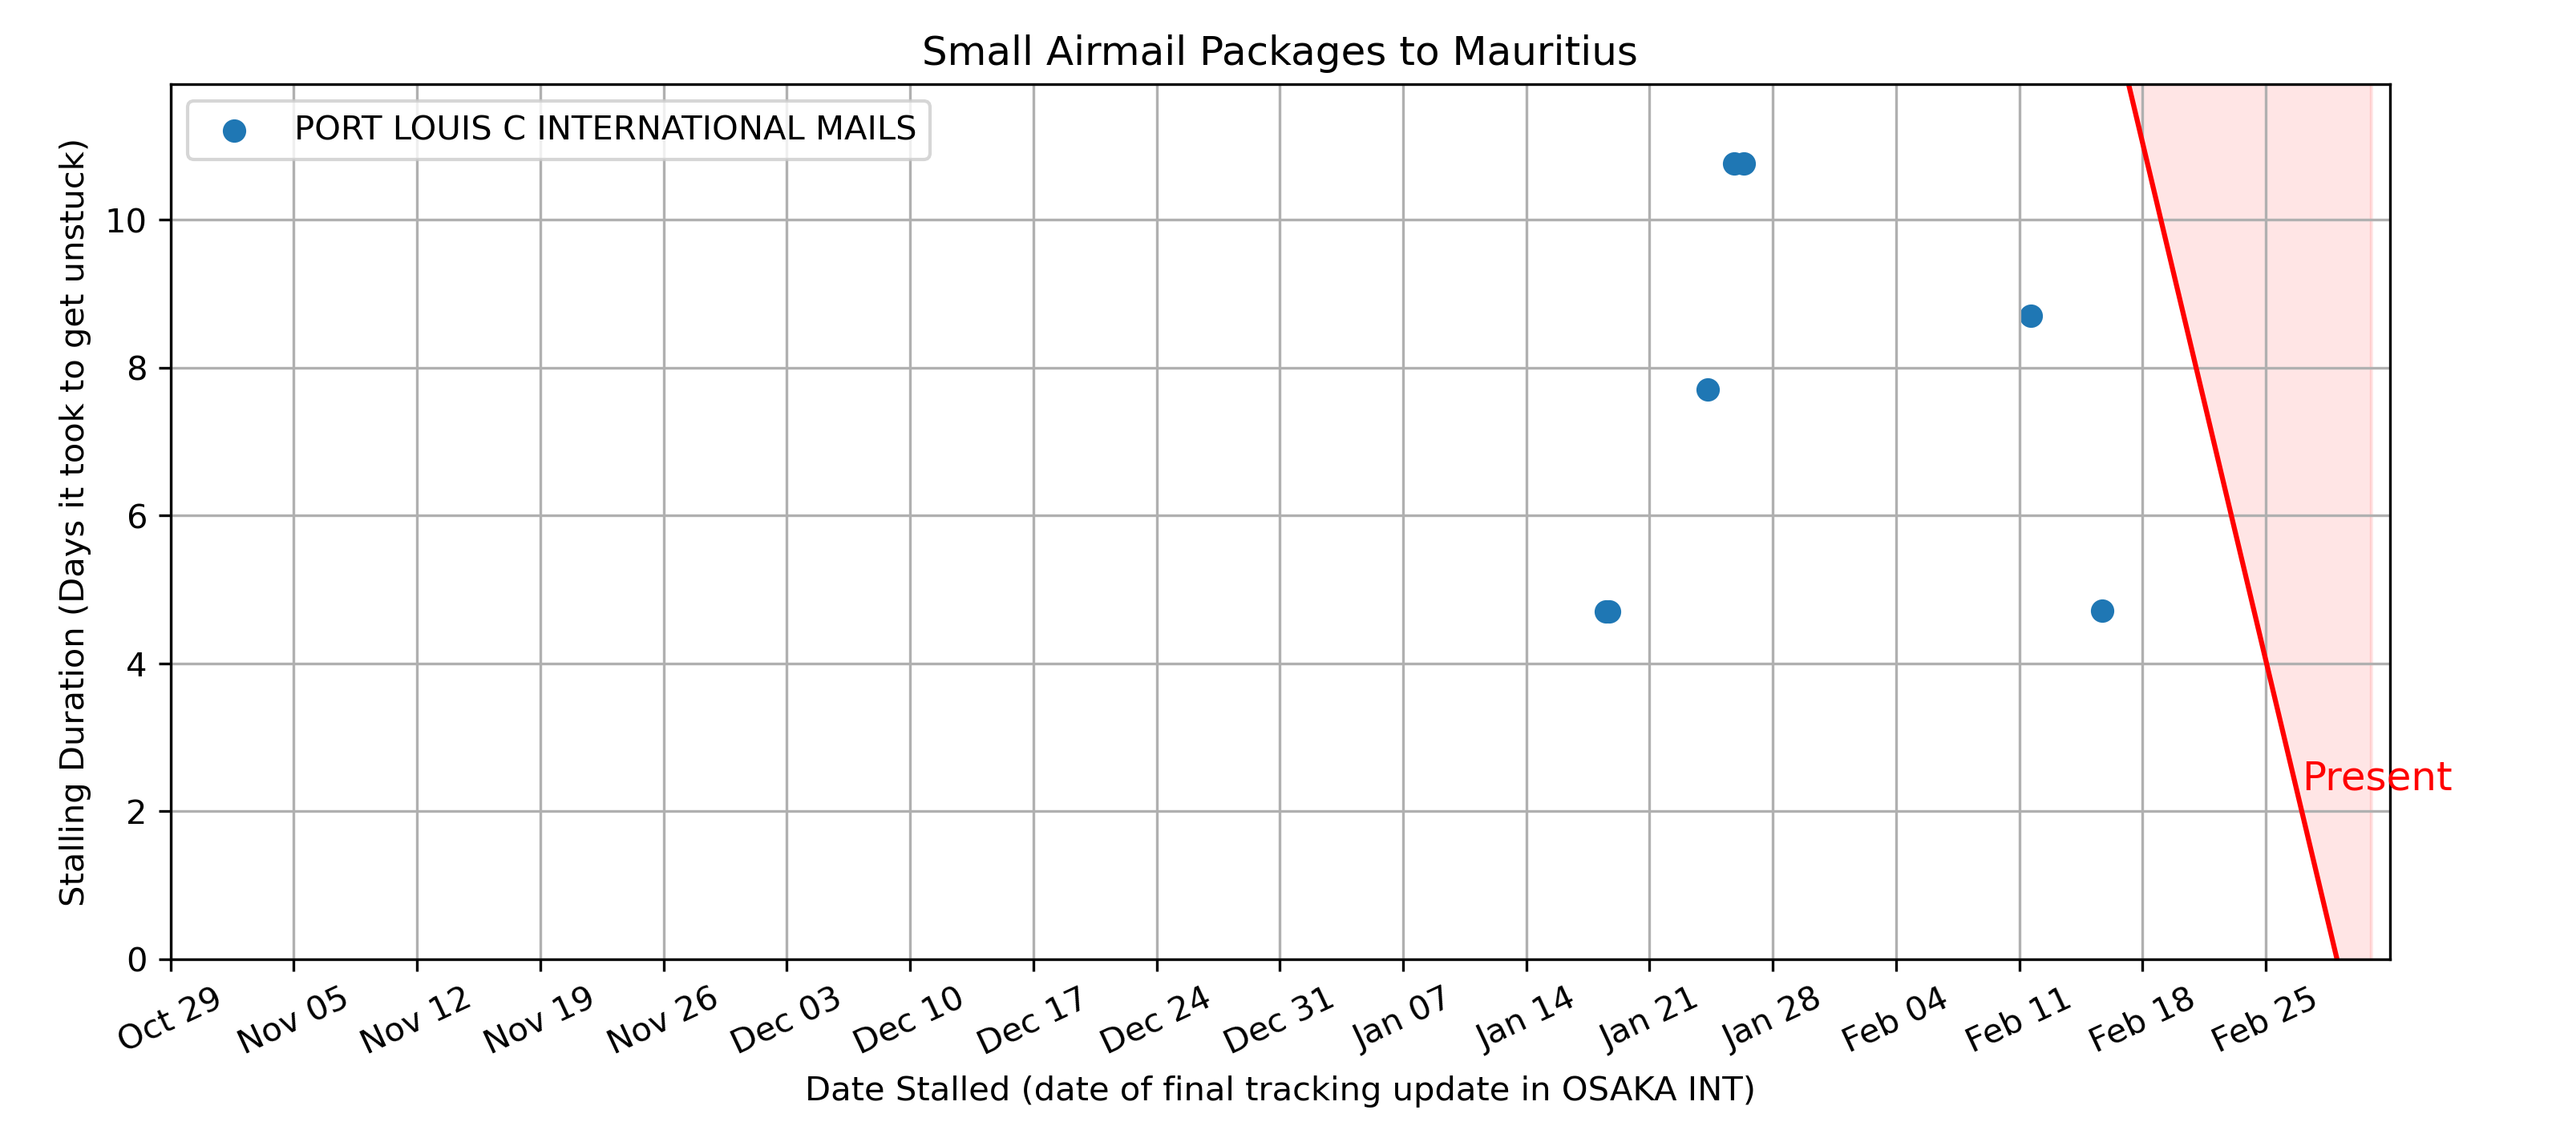 Small Airmail Packages to Mauritius
PORT LOUIS C INTERNATIONAL MAILS
Stalling Duration (Days it took to get unstuck)
10
8
6
4
2
0
Present
Oct 29
Nov 05
Nov 12
Nov 19
Nov 26
Dec 03
Dec 10
Dec 17
Dec 24
Dec 31
Jan 07
Jan 14
Jan 21
Jan 28
Feb 04
Feb 11
Feb 18
Feb 25
Date Stalled (date of final tracking update in OSAKA INT)